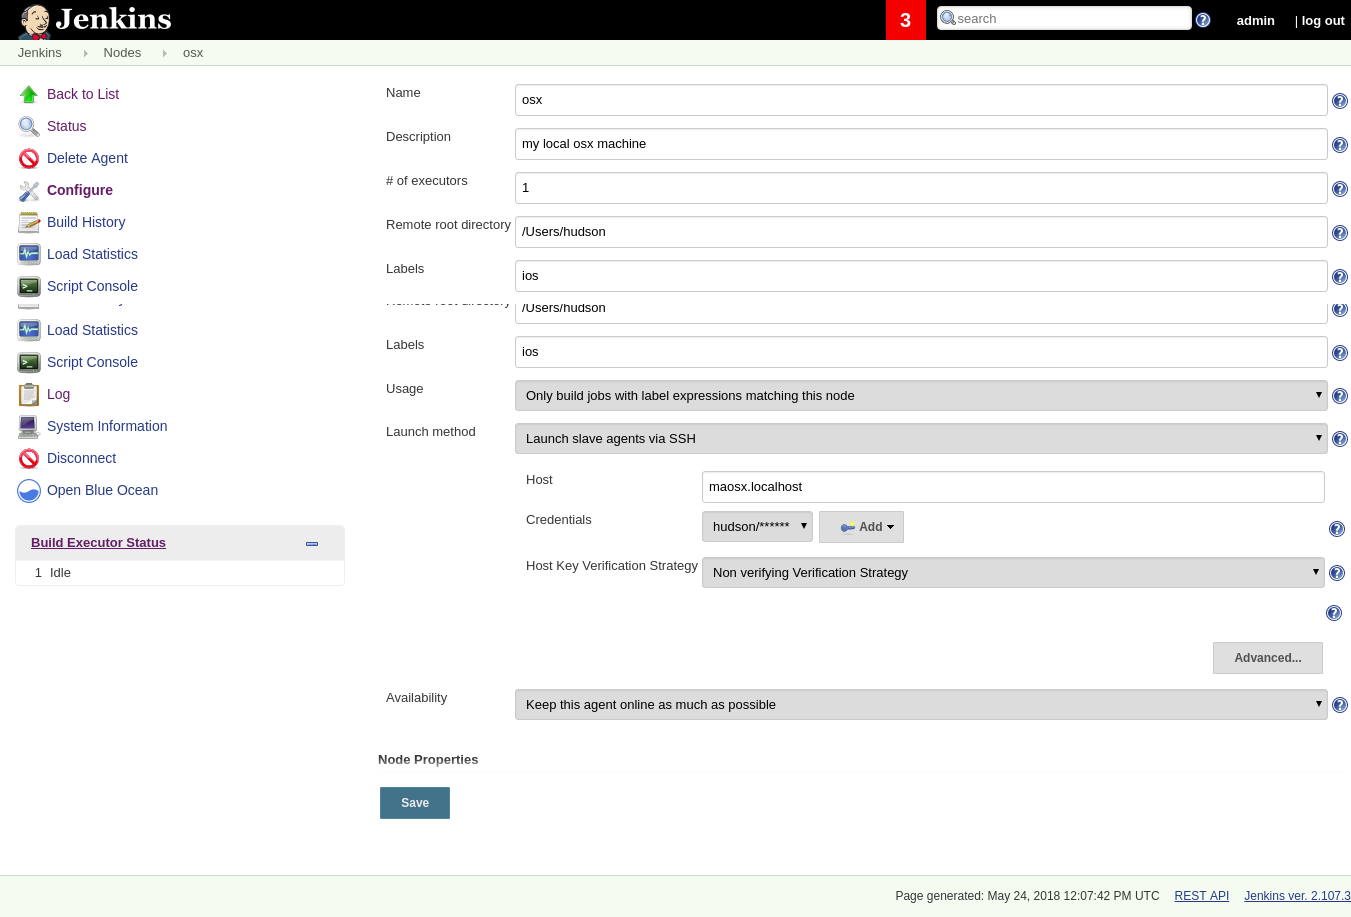 Jenkins
3
search
admin
| log out
Jenkins
Nodes
osx
Back to List
Status
Delete Agent
Configure
Build History
Load Statistics
Script Console
Load Statistics
Script Console
Log
System Information
Disconnect
Open Blue Ocean
Build Executor Status
1 Idle
Name
osx
Description
my local osx machine
# of executors
1
Remote root directory
/Users/hudson
Labels
ios
/Users/hudson
Labels
ios
Usage
Only build jobs with label expressions matching this node
Launch method
Launch slave agents via SSH
Host
maosx.localhost
Credentials
hudson/******
Add
Host Key Verification Strategy
Non verifying Verification Strategy
Advanced...
Availability
Keep this agent online as much as possible
Node Properties
Save
Page generated: May 24, 2018 12:07:42 PM UTC
REST API
Jenkins ver. 2.107.3